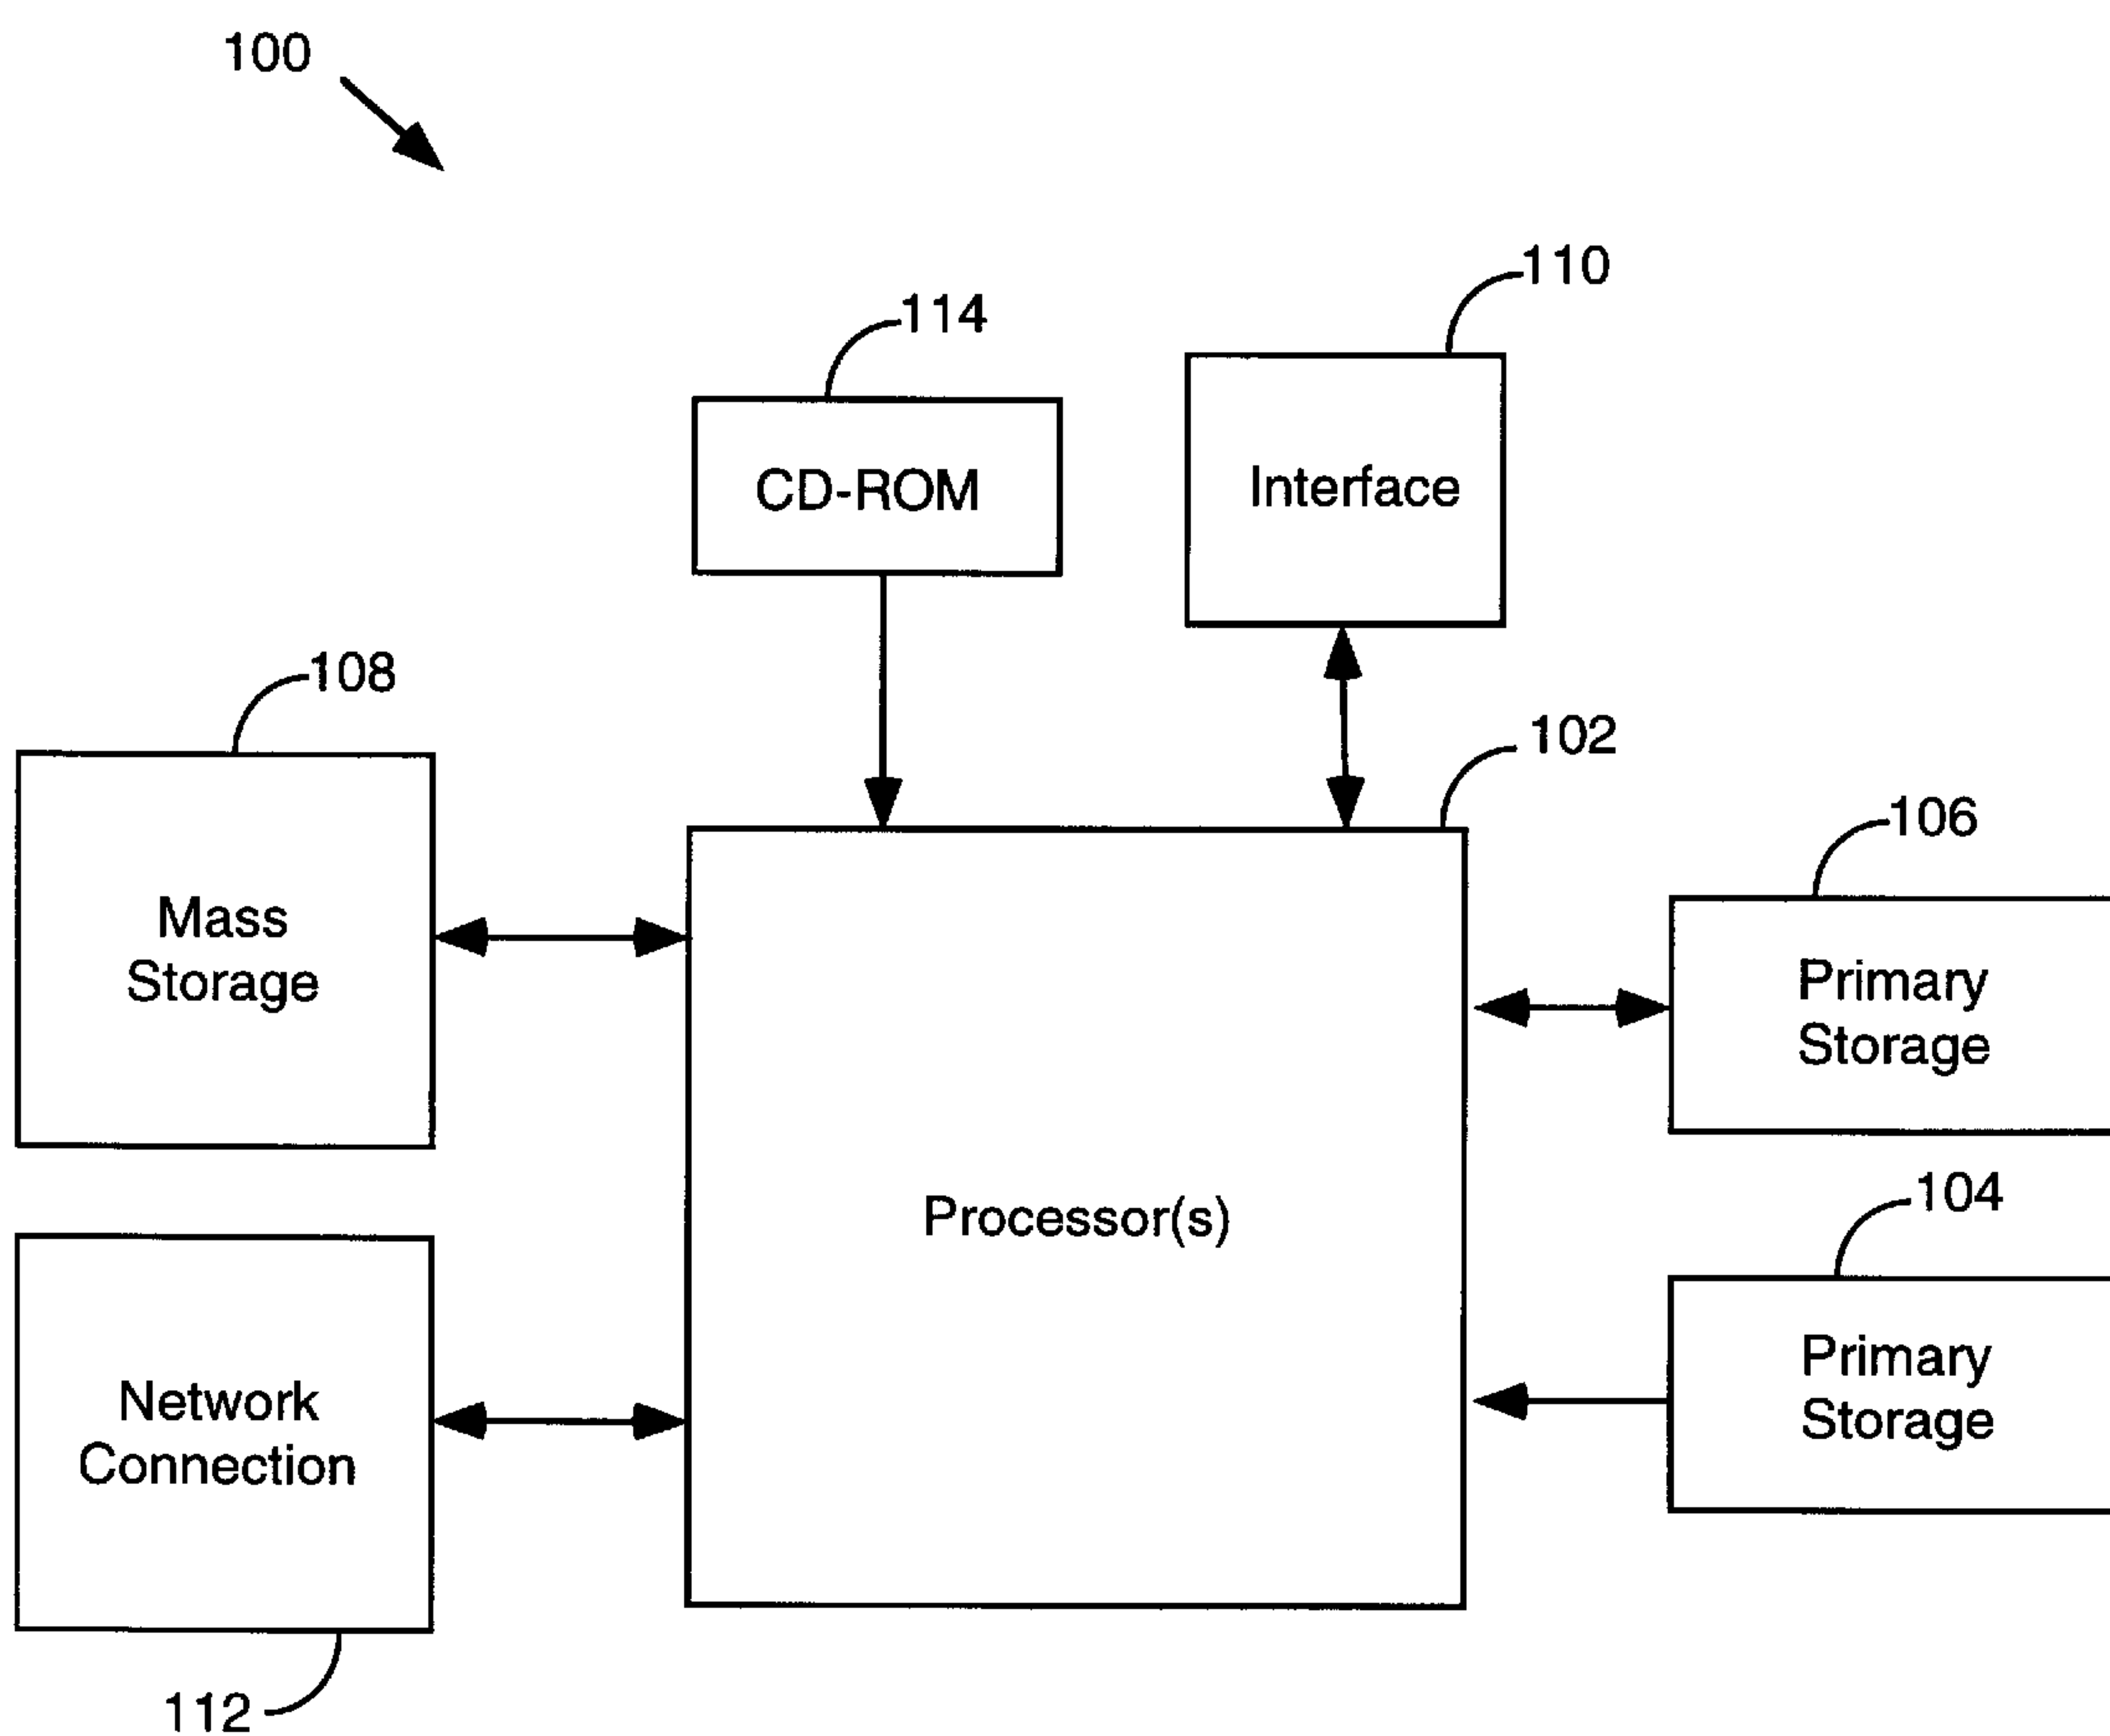 100
110
114
CD-ROM
Interface
108
102
106
Mass
Storage
Primary
Storage
104
Processor(s)
Primary
Storage
Network
Connection
112